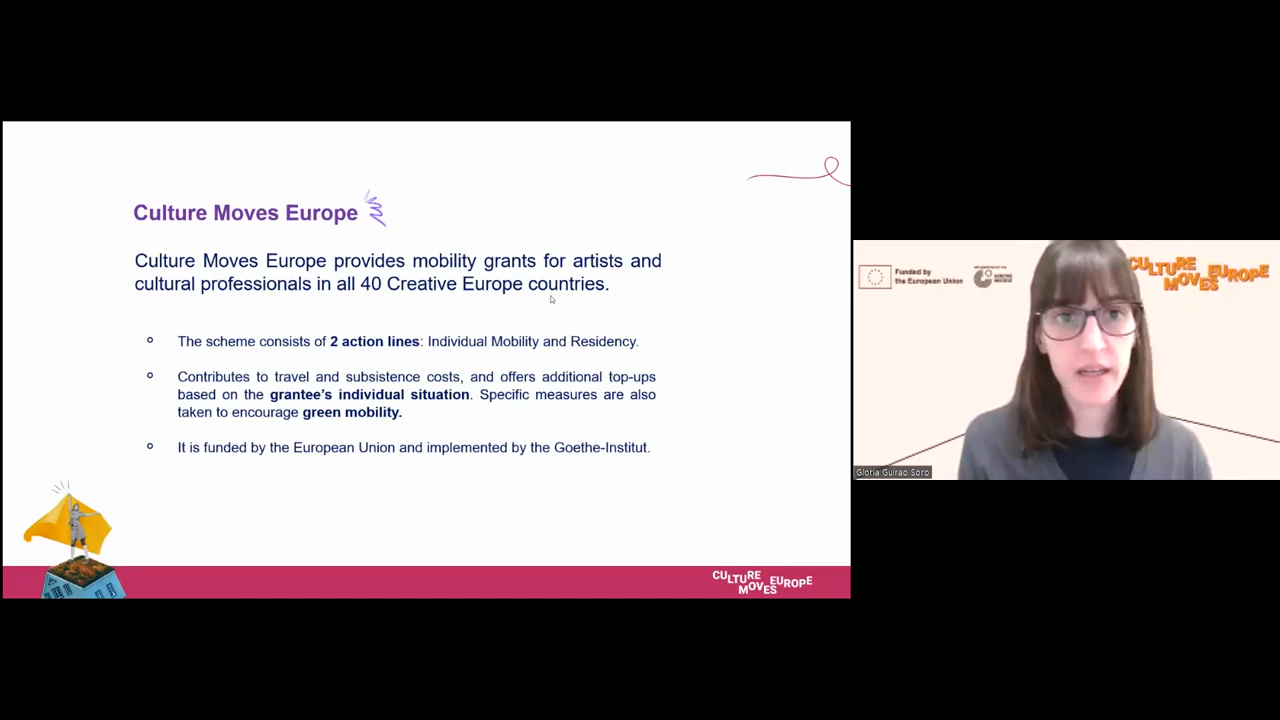 Culture Moves Europe
Culture Moves Europe provides mobility grants for artists and
cultural professionals in all 40 Creative Europe countries.
The scheme consists of 2 action lines: Individual Mobility and Residency.
Contributes to travel and subsistence costs, and offers additional top-ups
based on the grantee's individual situation. Specific measures are also
taken to encourage green mobility.
It is funded by the European Union and implemented by the Goethe-Institut.
CULTURE
MOVES EUROPE
Funded by
the European Union
CULTURE
MOVES EUROPE
Gloria Guirao Soro